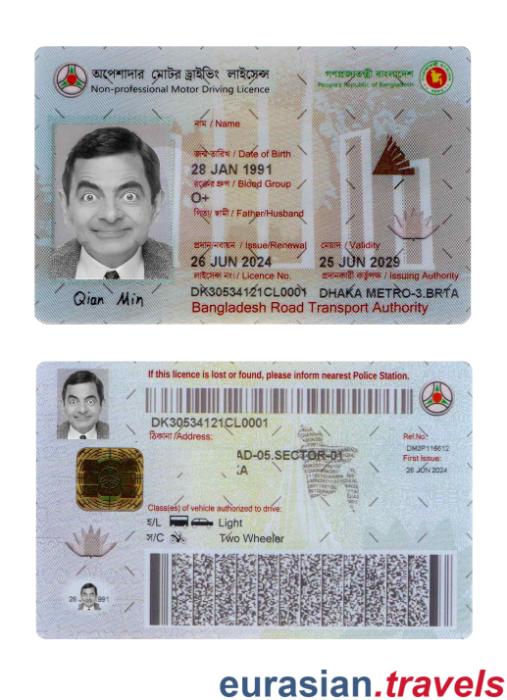 অপেশাদার মোটর ড্রাইভিং লাইসেন্স
Non-professional Motor Driving Licence
গণপ্রজাতন্ত্রী বাংলাদেশ
People's Republic of Bangladesh
নাম / Name
জন্ম তারিখ / Date of Birth
28 JAN 1991
রক্তের গ্রুপ / Blood Group
O+
পিতা/ স্বামী / Father/Husband
প্রদান/নবায়ন / Issue/Renewal
মেয়াদ / Validity
26 JUN 2024
25 JUN 2029
লাইসেন্স নং / Licence No.
প্রদানকারী কর্তৃপক্ষ / Issuing Authority
DK30534121CL0001
DHAKA METRO-3.BRTA
Qian Min
Bangladesh Road Transport Authority
If this licence is lost or found, please inform nearest Police Station.
DK30534121CL0001
ঠিকানা /Address:
AD-05.SECTOR-01
Ref.No:
First Issue:
26 JUN 2024
Class(es) of vehicle authorized to drive:
হ/L Light
ম/C Two Wheeler
eurasian.travels